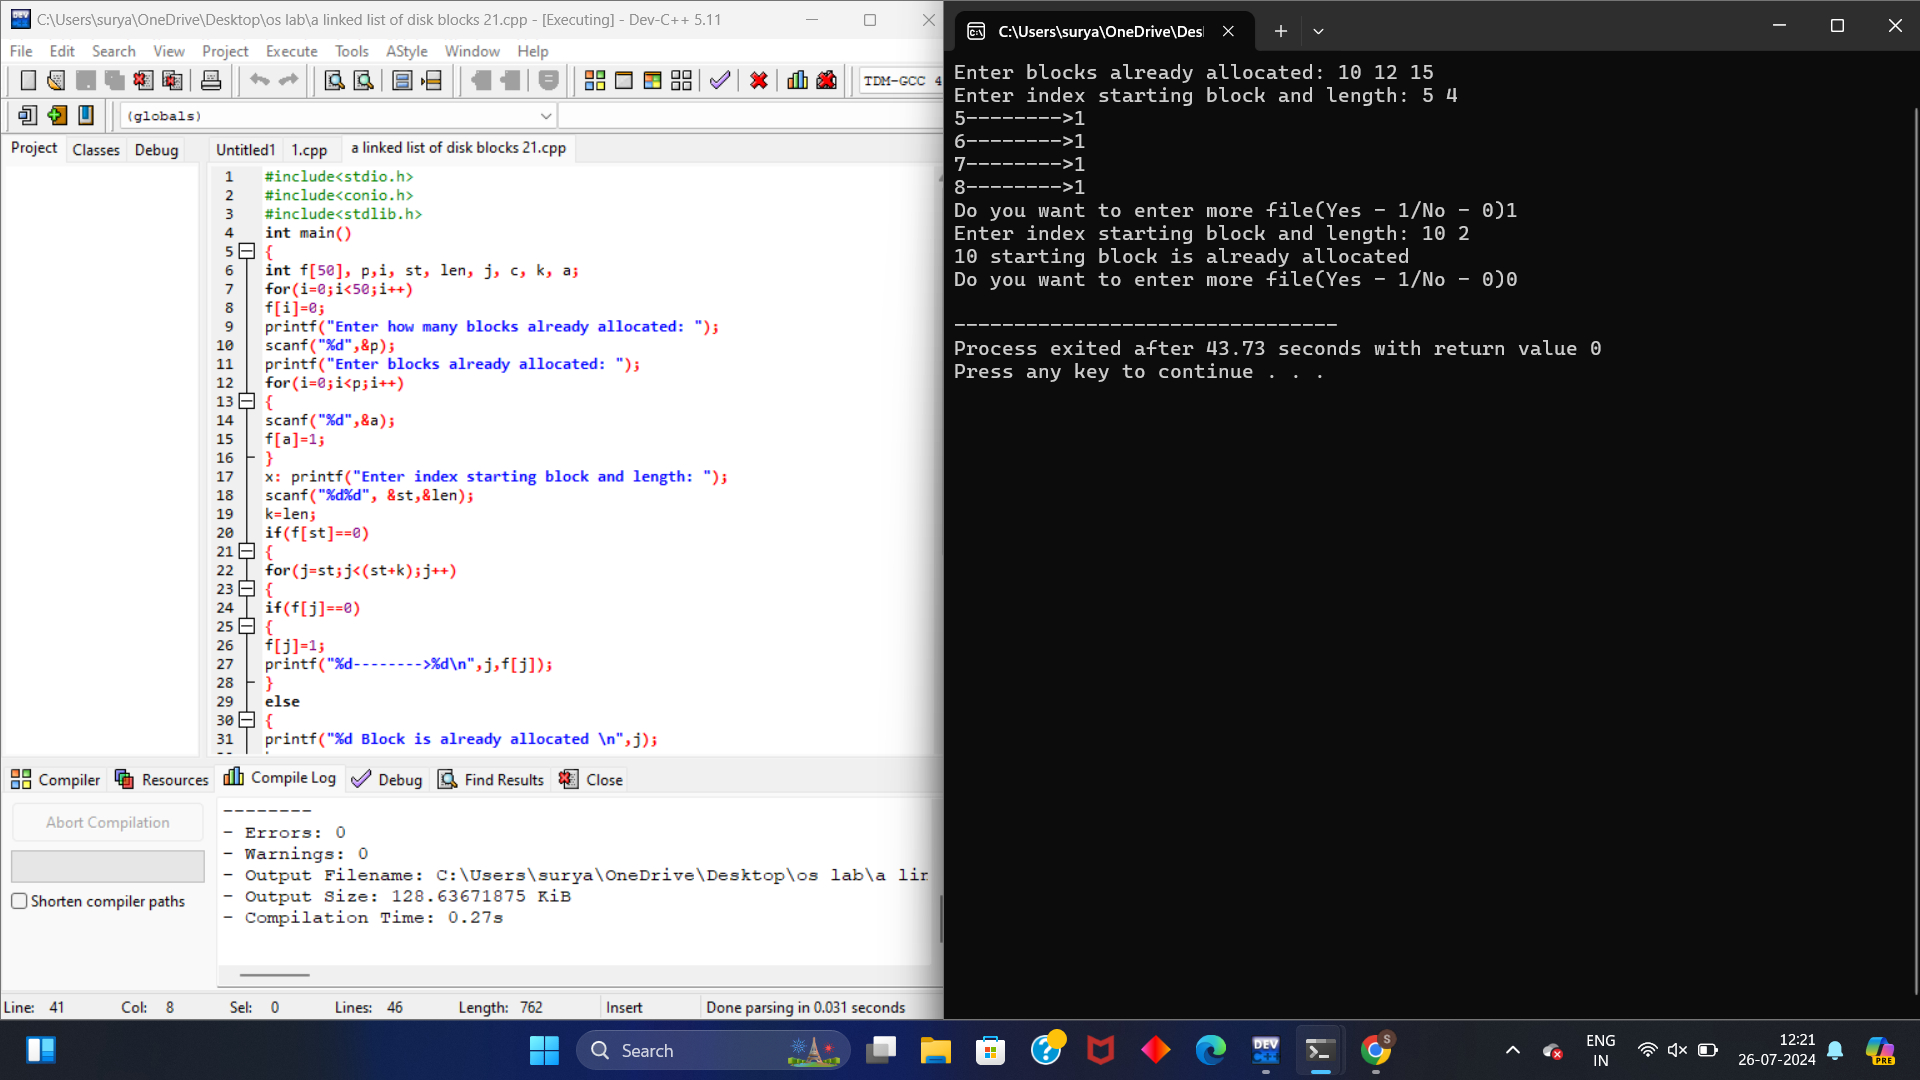 C:\Users\surya\OneDrive\Desktop\os lab\a linked list of disk blocks 21.cpp - [Executing] - Dev-C++ 5.11
File Edit Search View Project Execute Tools AStyle Window Help
TDM-GCC 4
(globals)
Project Classes Debug
Untitled1 1.cpp a linked list of disk blocks 21.cpp
1 #include<stdio.h>
2 #include<conio.h>
3 #include<stdlib.h>
4 int main()
5 {
6 int f[50], p,i, st, len, j, c, k, a;
7 for(i=0;i<50;i++)
8 f[i]=0;
9 printf("Enter how many blocks already allocated: ");
10 scanf("%d",&p);
11 printf("Enter blocks already allocated: ");
12 for(i=0;i<p;i++)
13 {
14 scanf("%d",&a);
15 f[a]=1;
16 }
17 x: printf("Enter index starting block and length: ");
18 scanf("%d%d", &st,&len);
19 k=len;
20 if(f[st]==0)
21 {
22 for(j=st;j<(st+k);j++)
23 {
24 if(f[j]==0)
25 {
26 f[j]=1;
27 printf("%d-------->%d\n",j,f[j]);
28 }
29 else
30 {
31 printf("%d Block is already allocated \n",j);
Compiler Resources Compile Log Debug Find Results Close
Abort Compilation
Shorten compiler paths
--------
- Errors: 0
- Warnings: 0
- Output Filename: C:\Users\surya\OneDrive\Desktop\os lab\a lin
- Output Size: 128.63671875 KiB
- Compilation Time: 0.27s
Line: 41 Col: 8 Sel: 0 Lines: 46 Length: 762 Insert Done parsing in 0.031 seconds
C:\Users\surya\OneDrive\Des
Enter blocks already allocated: 10 12 15
Enter index starting block and length: 5 4
5-------->1
6-------->1
7-------->1
8-------->1
Do you want to enter more file(Yes - 1/No - 0)1
Enter index starting block and length: 10 2
10 starting block is already allocated
Do you want to enter more file(Yes - 1/No - 0)0
--------------------------------
Process exited after 43.73 seconds with return value 0
Press any key to continue . . .
Search
DEV C++
S
ENG
IN
12:21
26-07-2024
PRE